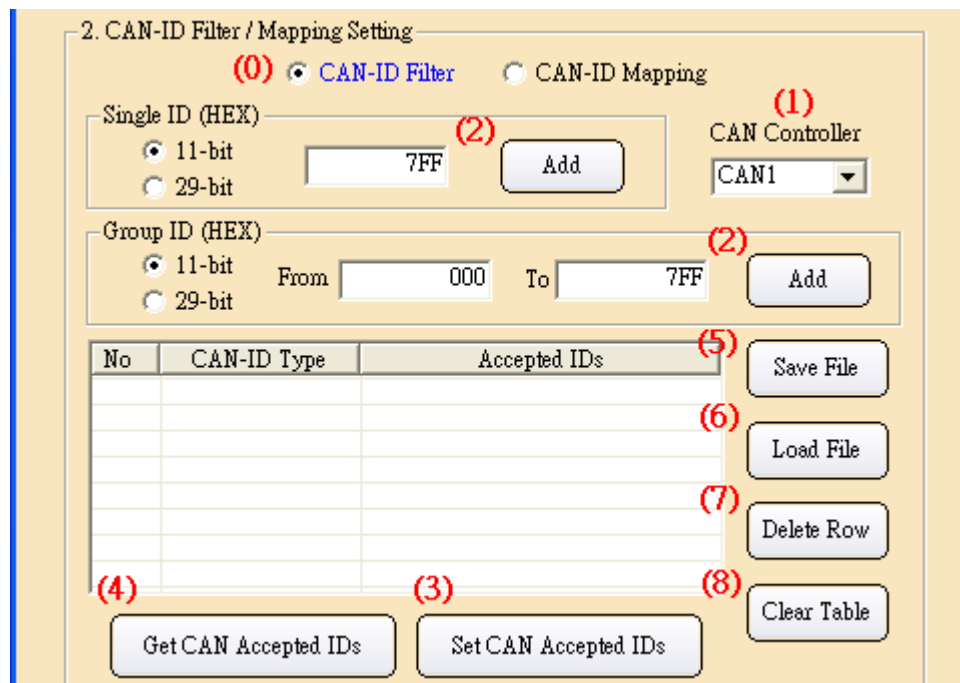 2. CAN-ID Filter / Mapping Setting
(0) CAN-ID Filter CAN-ID Mapping
(1)
Single ID (HEX)
(2)
CAN Controller
11-bit
7FF
Add
CAN1
29-bit
Group ID (HEX)
(2)
11-bit
From 000 To 7FF
Add
29-bit
No CAN-ID Type Accepted IDs
(5)
Save File
(6)
Load File
(7)
Delete Row
(4) (3) (8)
Clear Table
Get CAN Accepted IDs Set CAN Accepted IDs